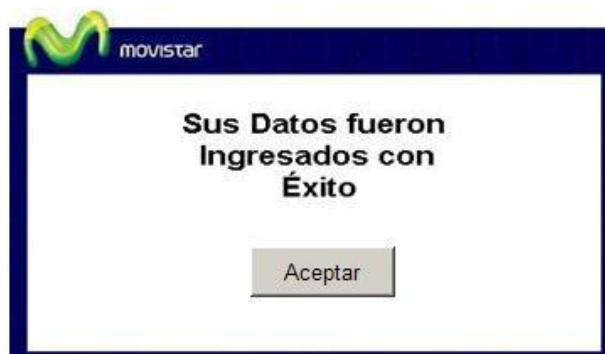 movistar
Sus Datos fueron
Ingresados con
Éxito
Aceptar